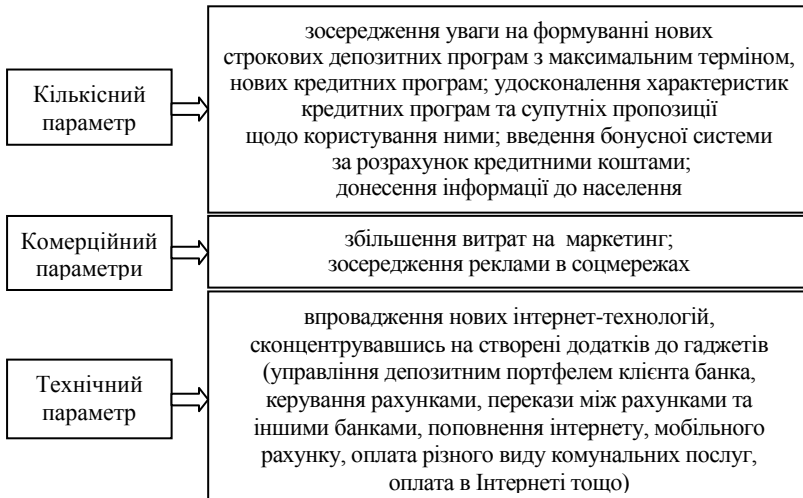 Кількісний
параметр
зосередження уваги на формуванні нових
строкових депозитних програм з максимальним терміном,
нових кредитних програм; удосконалення характеристик
кредитних програм та супутніх пропозиції
щодо користування ними; введення бонусної системи
за розрахунок кредитними коштами;
донесення інформації до населення
Комерційний
параметри
збільшення витрат на маркетинг;
зосередження реклами в соцмережах
Технічний
параметр
впровадження нових інтернет-технологій,
сконцентрувавшись на створені додатків до гаджетів
(управління депозитним портфелем клієнта банка,
керування рахунками, перекази між рахунками та
іншими банками, поповнення інтернету, мобільного
рахунку, оплата різного виду комунальних послуг,
оплата в Інтернеті тощо)